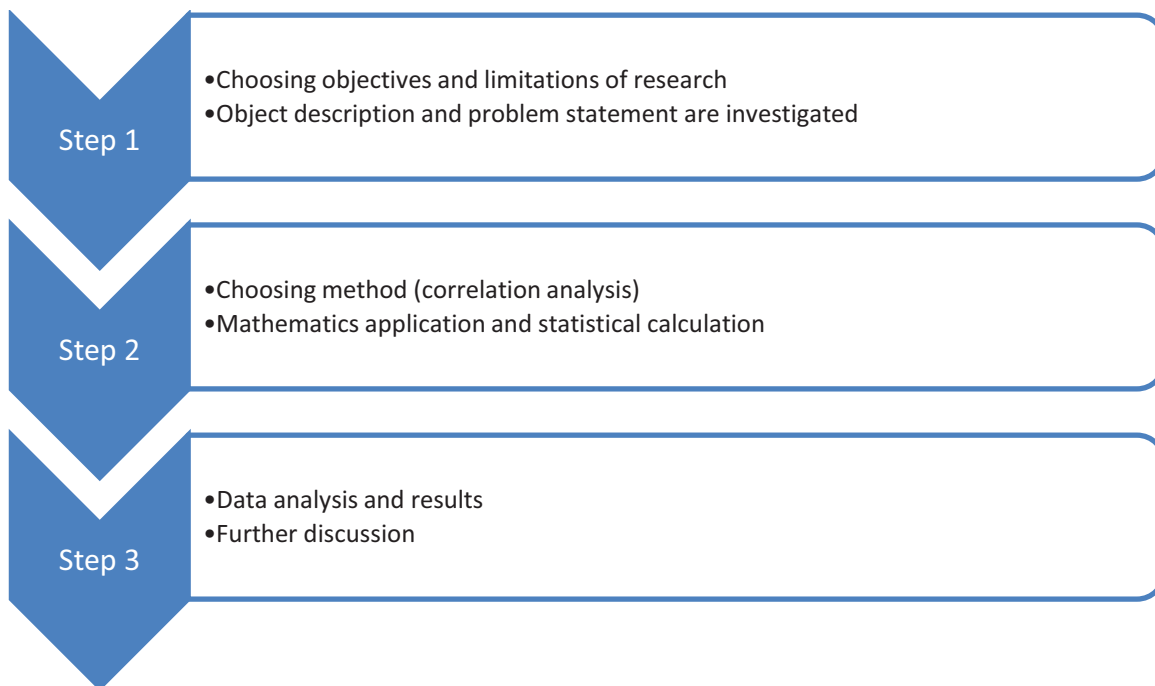 Step 1
•Choosing objectives and limitations of research
•Object description and problem statement are investigated
Step 2
•Choosing method (correlation analysis)
•Mathematics application and statistical calculation
Step 3
•Data analysis and results
•Further discussion